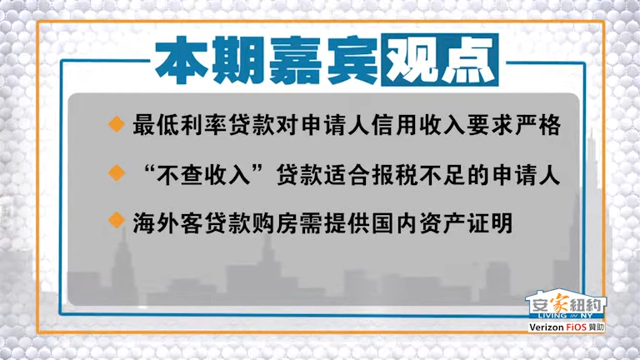 本期嘉宾观点
最低利率贷款对申请人信用收入要求严格
“不查收入”贷款适合报税不足的申请人
海外客贷款购房需提供国内资产证明
安家紐約
LIVING IN NY
Verizon FiOS 贊助